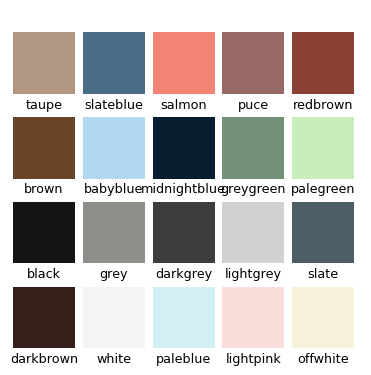 taupe slateblue salmon puce redbrown
brown babyblue midnightblue greygreen palegreen
black grey darkgrey lightgrey slate
darkbrown white paleblue lightpink offwhite